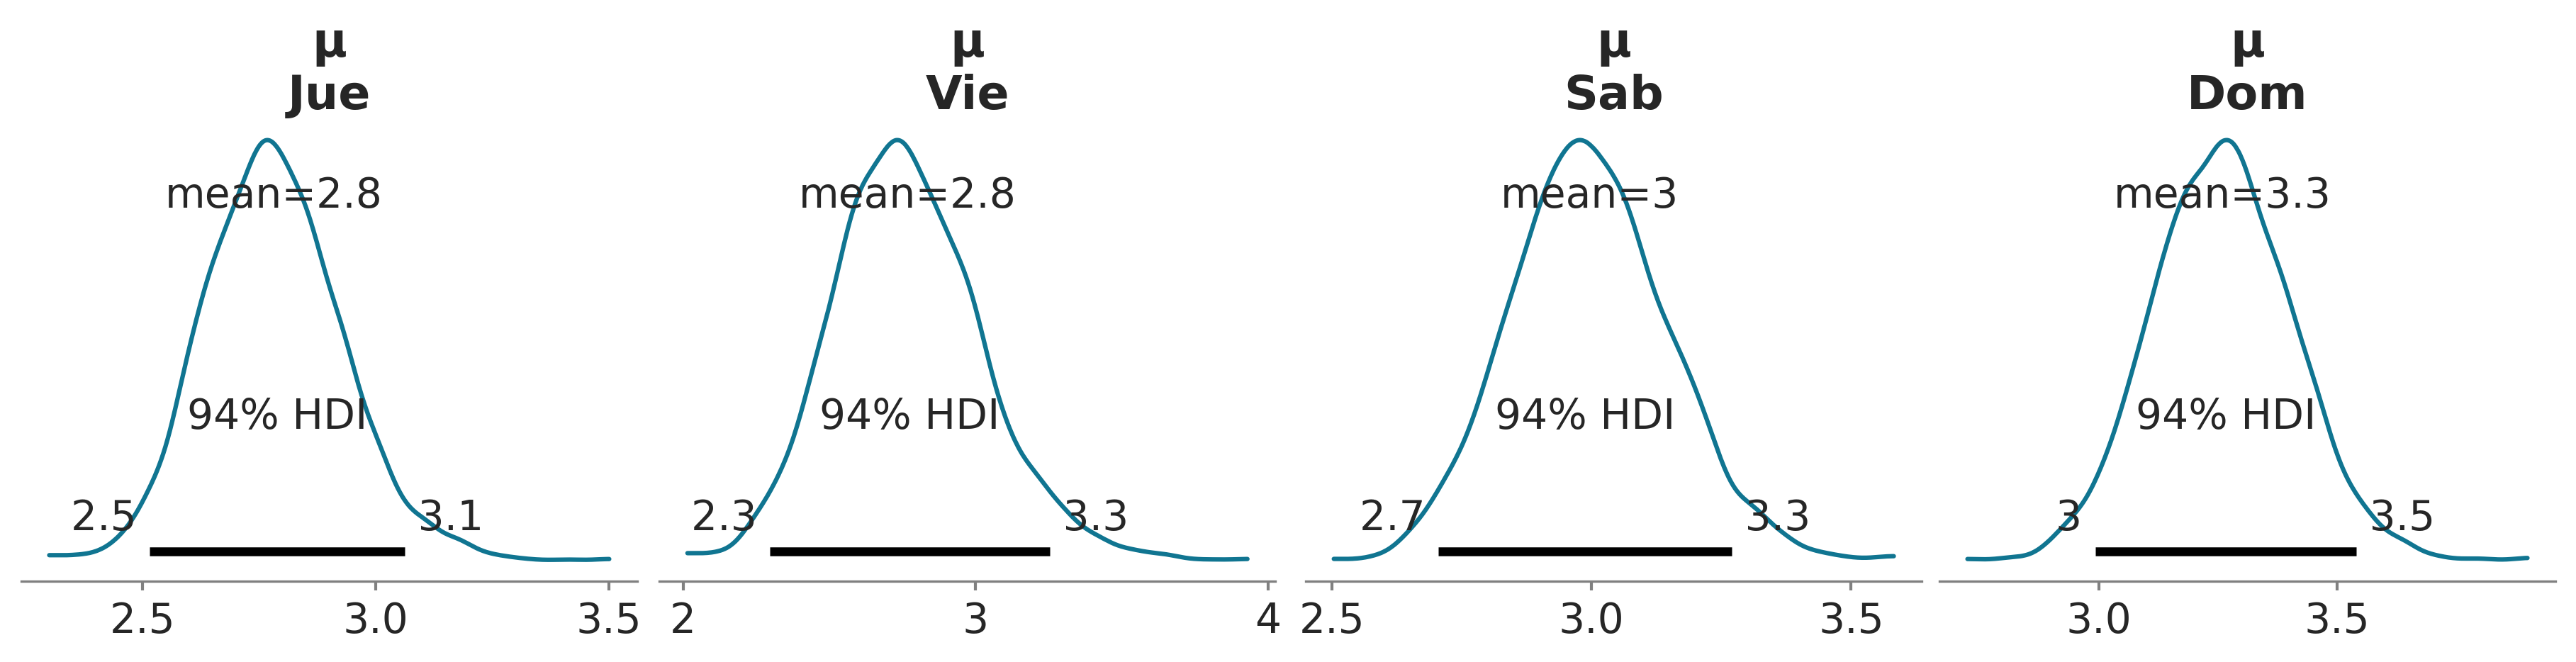 μ
Jue
mean=2.8
94% HDI
2.5
3.1
2.5 3.0 3.5
μ
Vie
mean=2.8
94% HDI
2.3
3.3
2 3 4
μ
Sab
mean=3
94% HDI
2.7
3.3
2.5 3.0 3.5
μ
Dom
mean=3.3
94% HDI
3
3.5
3.0 3.5